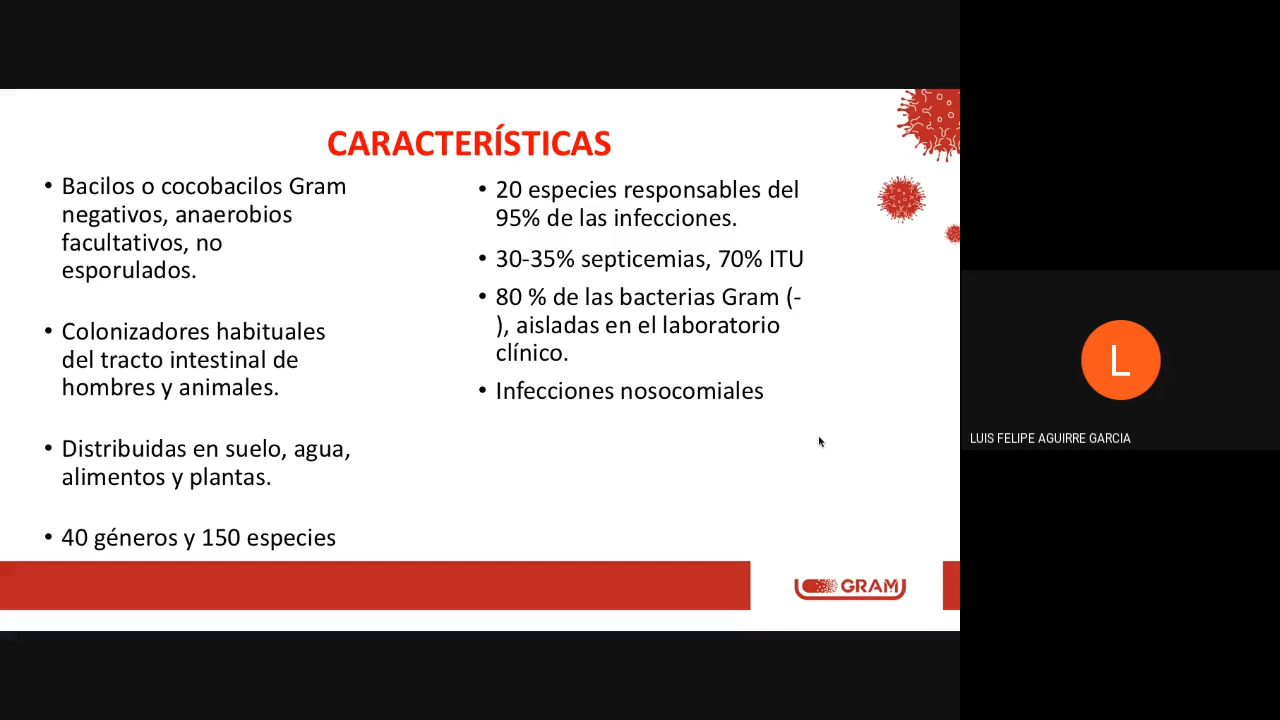 CARACTERÍSTICAS
• Bacilos o cocobacilos Gram
negativos, anaerobios
facultativos, no
esporulados.
• Colonizadores habituales
del tracto intestinal de
hombres y animales.
• Distribuidas en suelo, agua,
alimentos y plantas.
• 40 géneros y 150 especies
• 20 especies responsables del
95% de las infecciones.
• 30-35% septicemias, 70% ITU
• 80 % de las bacterias Gram (-
), aisladas en el laboratorio
clínico.
• Infecciones nosocomiales
GRAM
L
LUIS FELIPE AGUIRRE GARCIA